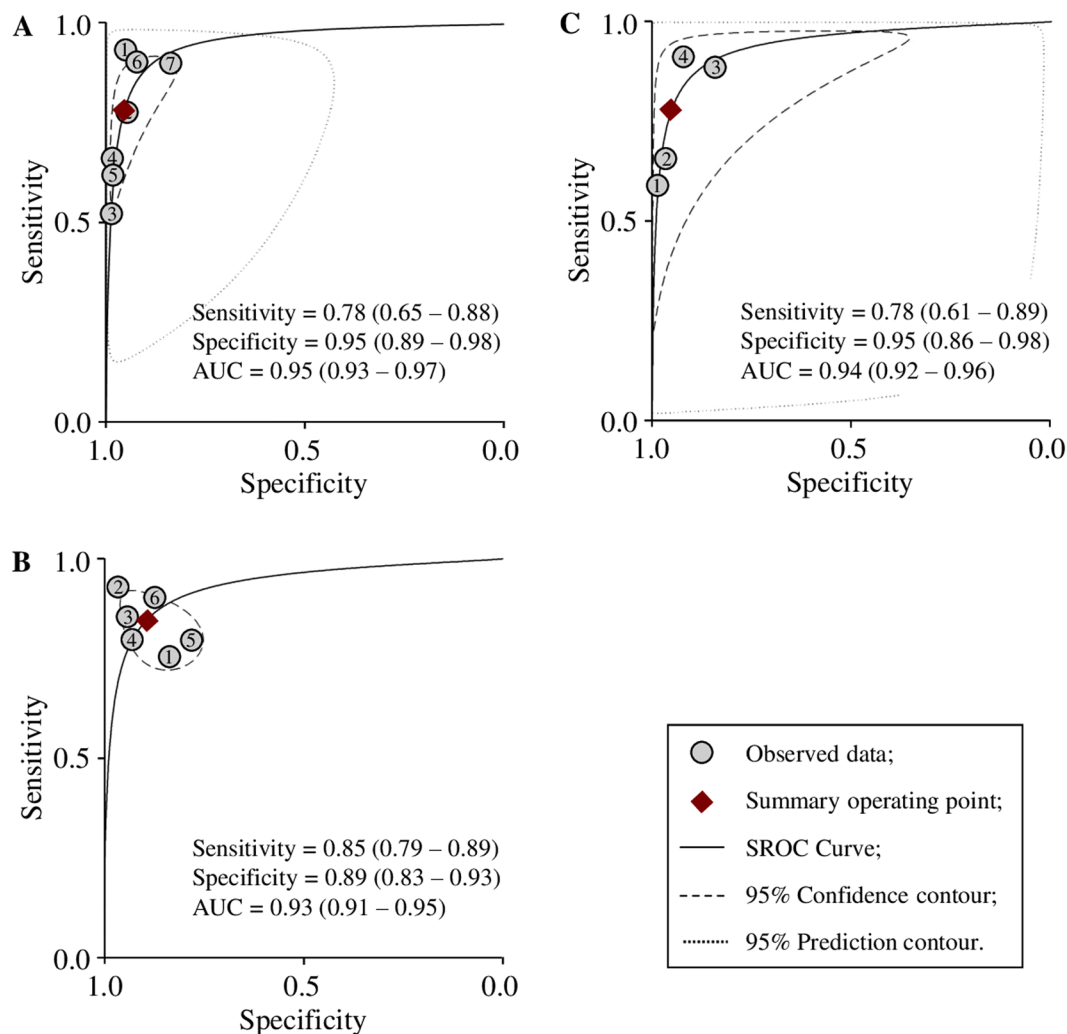 A
1.0
0.5
0.0
Sensitivity
1
6
7
4
5
3
Sensitivity = 0.78 (0.65 – 0.88)
Specificity = 0.95 (0.89 – 0.98)
AUC = 0.95 (0.93 – 0.97)
1.0 0.5 0.0
Specificity
C
1.0
0.5
0.0
Sensitivity
4
3
2
1
Sensitivity = 0.78 (0.61 – 0.89)
Specificity = 0.95 (0.86 – 0.98)
AUC = 0.94 (0.92 – 0.96)
1.0 0.5 0.0
Specificity
B
1.0
0.5
0.0
Sensitivity
2
6
3
4
5
1
Sensitivity = 0.85 (0.79 – 0.89)
Specificity = 0.89 (0.83 – 0.93)
AUC = 0.93 (0.91 – 0.95)
1.0 0.5 0.0
Specificity
Observed data;
Summary operating point;
SROC Curve;
95% Confidence contour;
95% Prediction contour.